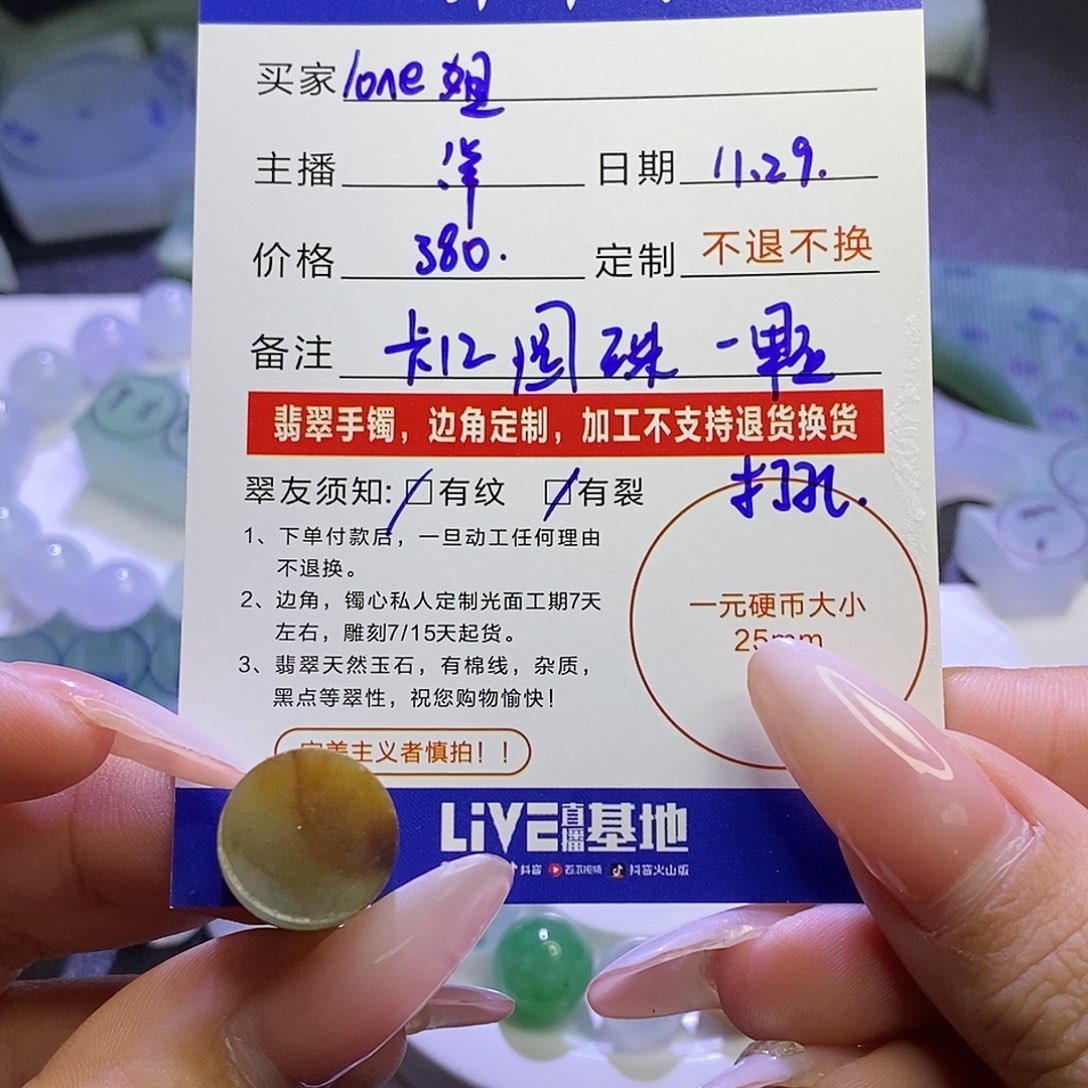 买家 lone 姐
主播 洋 日期 11.29.
价格 380. 定制 不退不换
备注 卡12圆珠一颗
翡翠手镯，边角定制，加工不支持退货换货
打孔.
翠友须知: □有纹 □有裂
1、下单付款后，一旦动工任何理由
不退换。
2、边角，镯心私人定制光面工期7天
左右，雕刻7/15天起货。
3、翡翠天然玉石，有棉线，杂质，
黑点等翠性，祝您购物愉快！
一元硬币大小
25mm
完美主义者慎拍！！
LiVE直播基地
抖音 抖音火山版